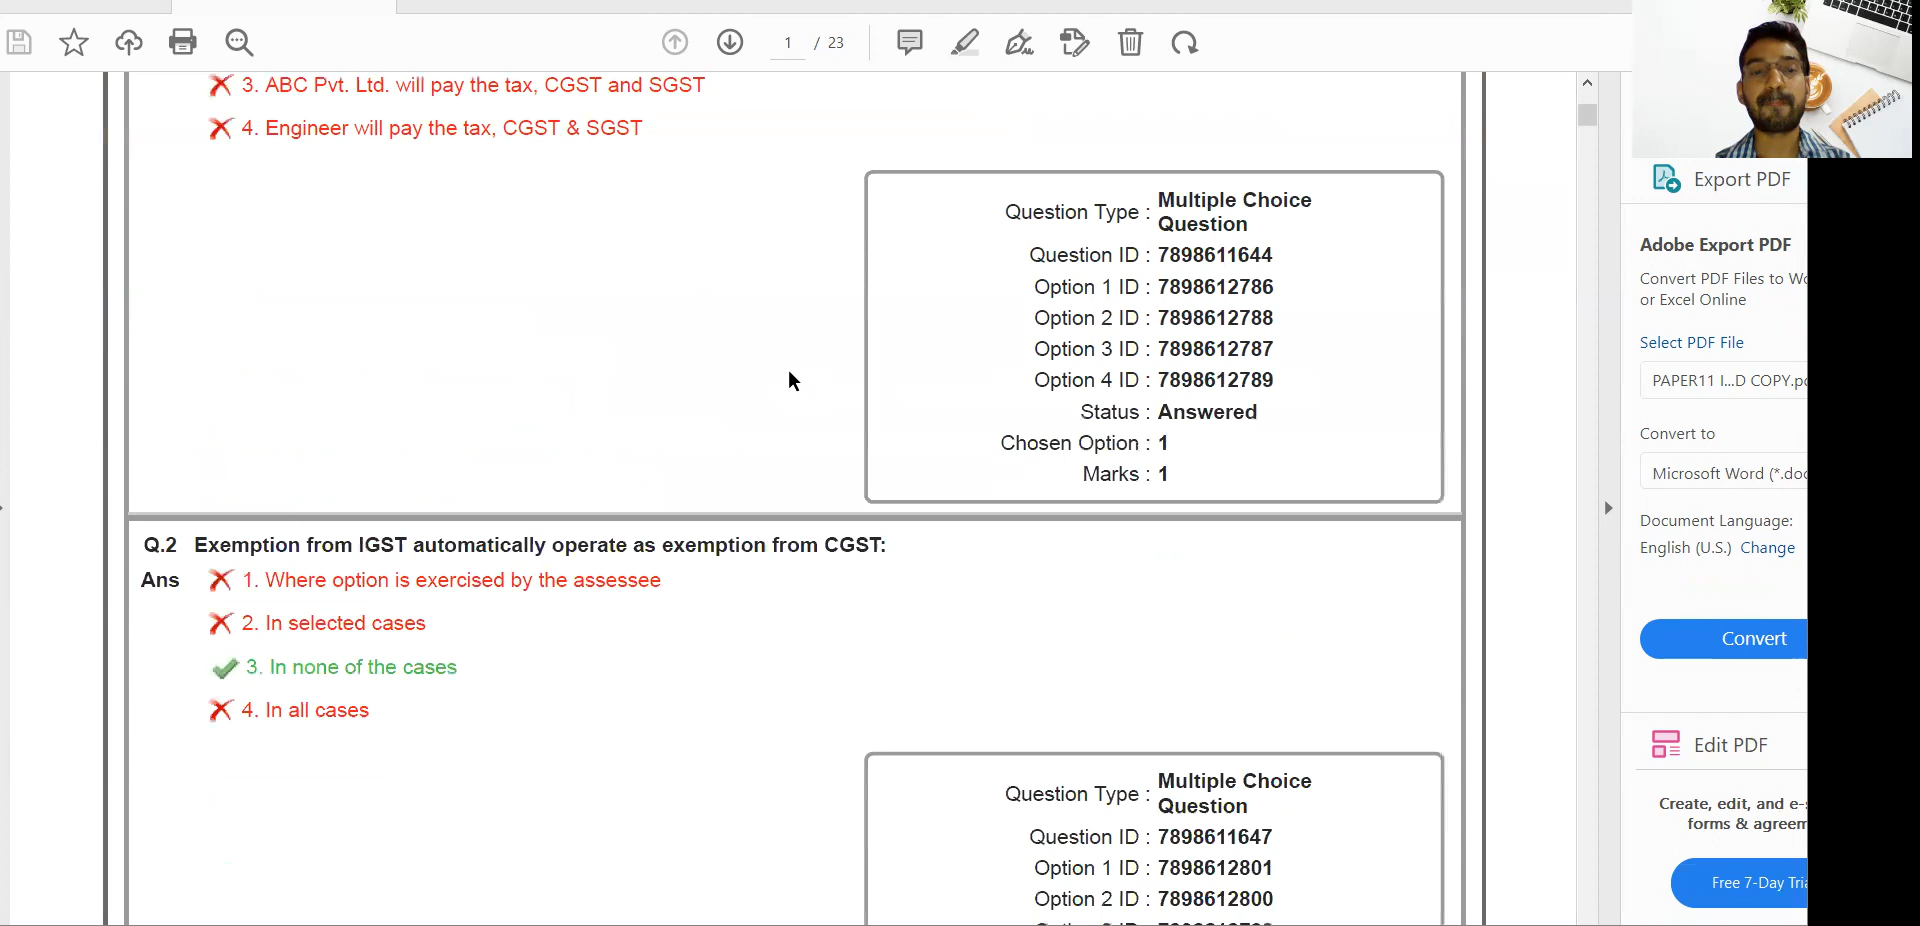 1 / 23
3. ABC Pvt. Ltd. will pay the tax, CGST and SGST
4. Engineer will pay the tax, CGST & SGST
Question Type : Multiple Choice
Question
Question ID : 7898611644
Option 1 ID : 7898612786
Option 2 ID : 7898612788
Option 3 ID : 7898612787
Option 4 ID : 7898612789
Status : Answered
Chosen Option : 1
Marks : 1
Q.2 Exemption from IGST automatically operate as exemption from CGST:
Ans 1. Where option is exercised by the assessee
2. In selected cases
3. In none of the cases
4. In all cases
Question Type : Multiple Choice
Question
Question ID : 7898611647
Option 1 ID : 7898612801
Option 2 ID : 7898612800
Export PDF
Adobe Export PDF
Convert PDF Files to Wo
or Excel Online
Select PDF File
PAPER11 I...D COPY.p
Convert to
Microsoft Word (*.doc
Document Language:
English (U.S.) Change
Convert
Edit PDF
Create, edit, and e-
forms & agreem
Free 7-Day Tria